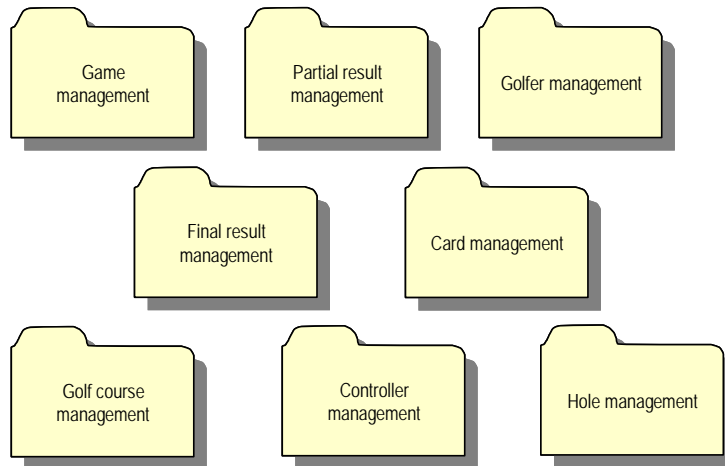 Game
management
Partial result
management
Golfer management
Final result
management
Card management
Golf course
management
Controller
management
Hole management